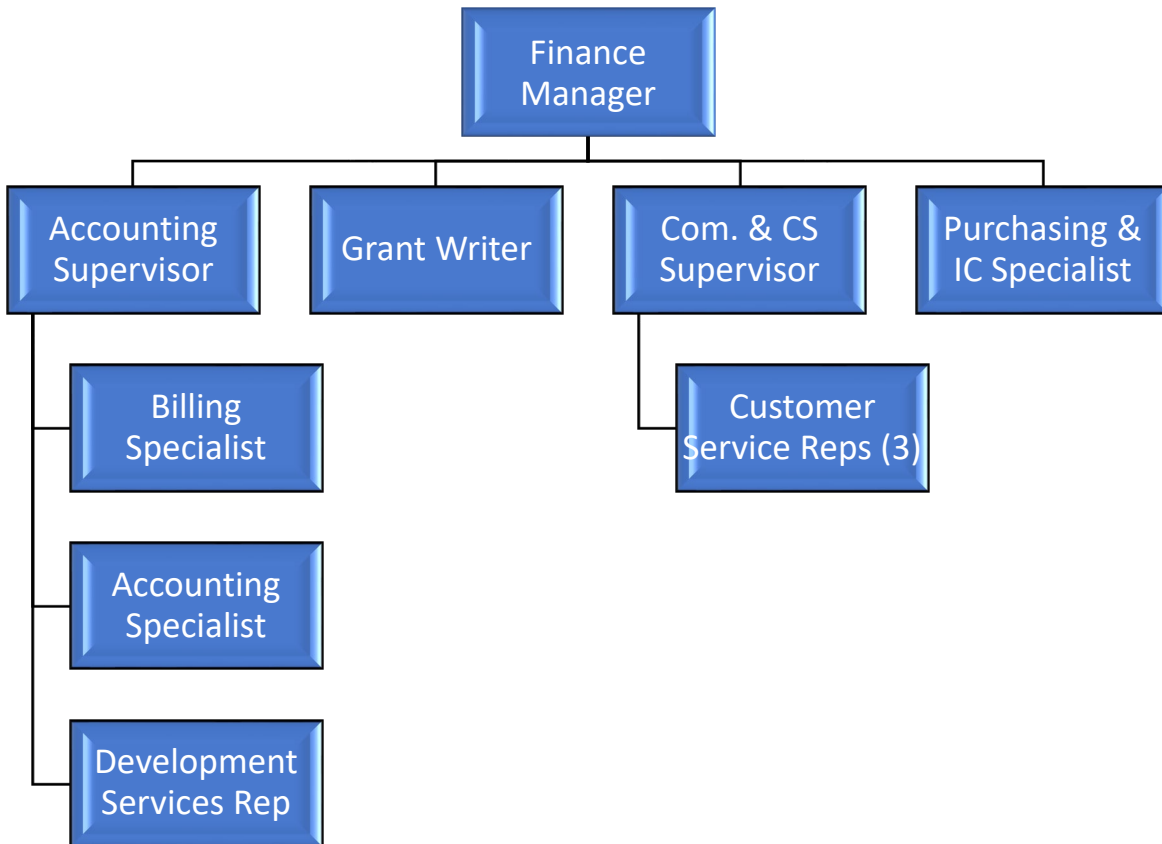 Finance
Manager
Accounting
Supervisor
Grant Writer
Com. & CS
Supervisor
Purchasing &
IC Specialist
Billing
Specialist
Customer
Service Reps (3)
Accounting
Specialist
Development
Services Rep